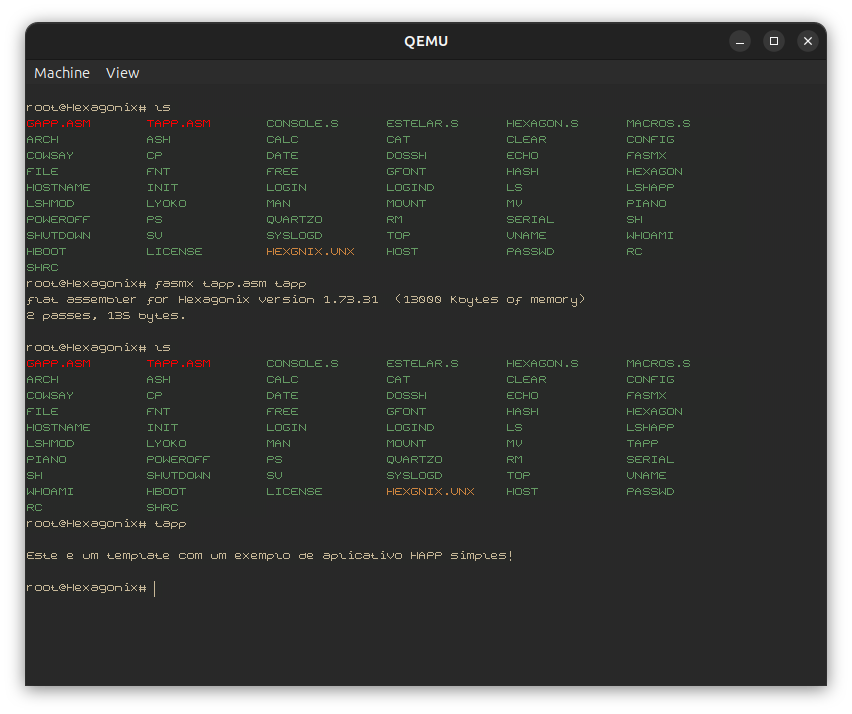 QEMU
Machine View
root@Hexagonix# ls
GAPP.ASM TAPP.ASM CONSOLE.S ESTELAR.S HEXAGON.S MACROS.S
ARCH ASH CALC CAT CLEAR CONFIG
COWSAY CP DATE DOSSH ECHO FASMX
FILE FNT FREE GFONT HASH HEXAGON
HOSTNAME INIT LOGIN LOGIND LS LSHAPP
LSHMOD LYOKO MAN MOUNT MV PIANO
POWEROFF PS QUARTZO RM SERIAL SH
SHUTDOWN SU SYSLOGD TOP UNAME WHOAMI
HBOOT LICENSE HEXGNIX.UNX HOST PASSWD RC
SHRC
root@Hexagonix# fasmx tapp.asm tapp
flat assembler for Hexagonix version 1.73.31 (13000 Kbytes of memory)
2 passes, 135 bytes.
root@Hexagonix# ls
GAPP.ASM TAPP.ASM CONSOLE.S ESTELAR.S HEXAGON.S MACROS.S
ARCH ASH CALC CAT CLEAR CONFIG
COWSAY CP DATE DOSSH ECHO FASMX
FILE FNT FREE GFONT HASH HEXAGON
HOSTNAME INIT LOGIN LOGIND LS LSHAPP
LSHMOD LYOKO MAN MOUNT MV TAPP
PIANO POWEROFF PS QUARTZO RM SERIAL
SH SHUTDOWN SU SYSLOGD TOP UNAME
WHOAMI HBOOT LICENSE HEXGNIX.UNX HOST PASSWD
RC SHRC
root@Hexagonix# tapp
Este e um template com um exemplo de aplicativo HAPP simples!
root@Hexagonix#